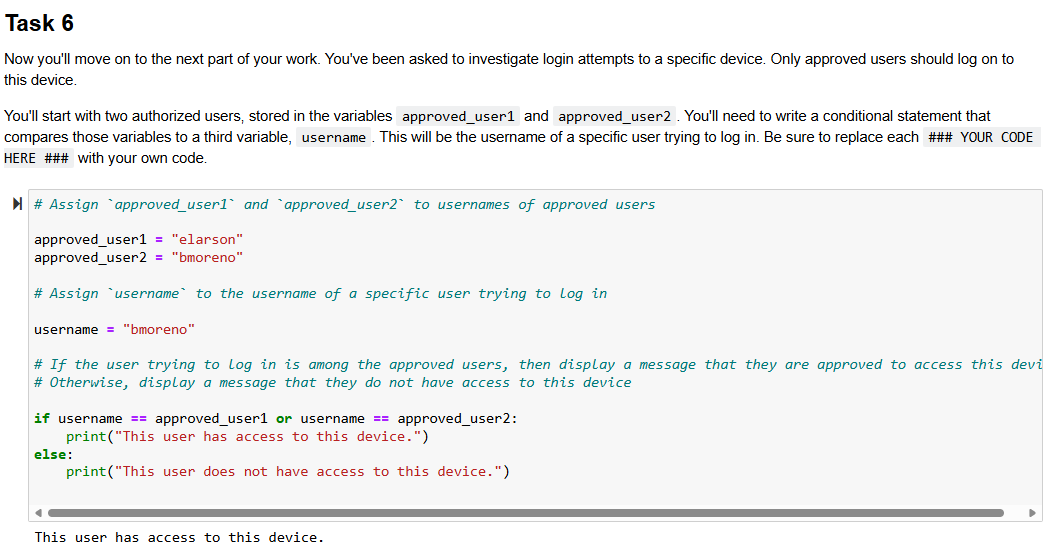 Task 6
Now you'll move on to the next part of your work. You've been asked to investigate login attempts to a specific device. Only approved users should log on to
this device.
You'll start with two authorized users, stored in the variables approved_user1 and approved_user2 . You'll need to write a conditional statement that
compares those variables to a third variable, username . This will be the username of a specific user trying to log in. Be sure to replace each ### YOUR CODE
HERE ### with your own code.
# Assign `approved_user1` and `approved_user2` to usernames of approved users
approved_user1 = "elarson"
approved_user2 = "bmoreno"
# Assign `username` to the username of a specific user trying to log in
username = "bmoreno"
# If the user trying to log in is among the approved users, then display a message that they are approved to access this devi
# Otherwise, display a message that they do not have access to this device
if username == approved_user1 or username == approved_user2:
    print("This user has access to this device.")
else:
    print("This user does not have access to this device.")
This user has access to this device.